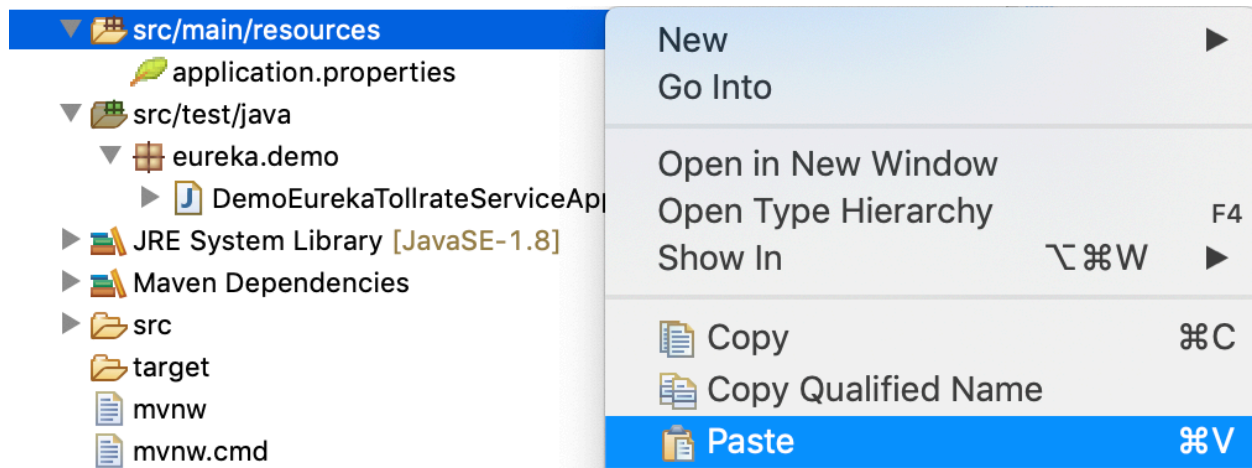 src/main/resources
application.properties
src/test/java
eureka.demo
J DemoEurekaTollrateServiceApp
JRE System Library [JavaSE-1.8]
Maven Dependencies
src
target
mvnw
mvnw.cmd
New
Go Into
Open in New Window
Open Type Hierarchy F4
Show In ⌥⌘W
Copy ⌘C
Copy Qualified Name
Paste ⌘V